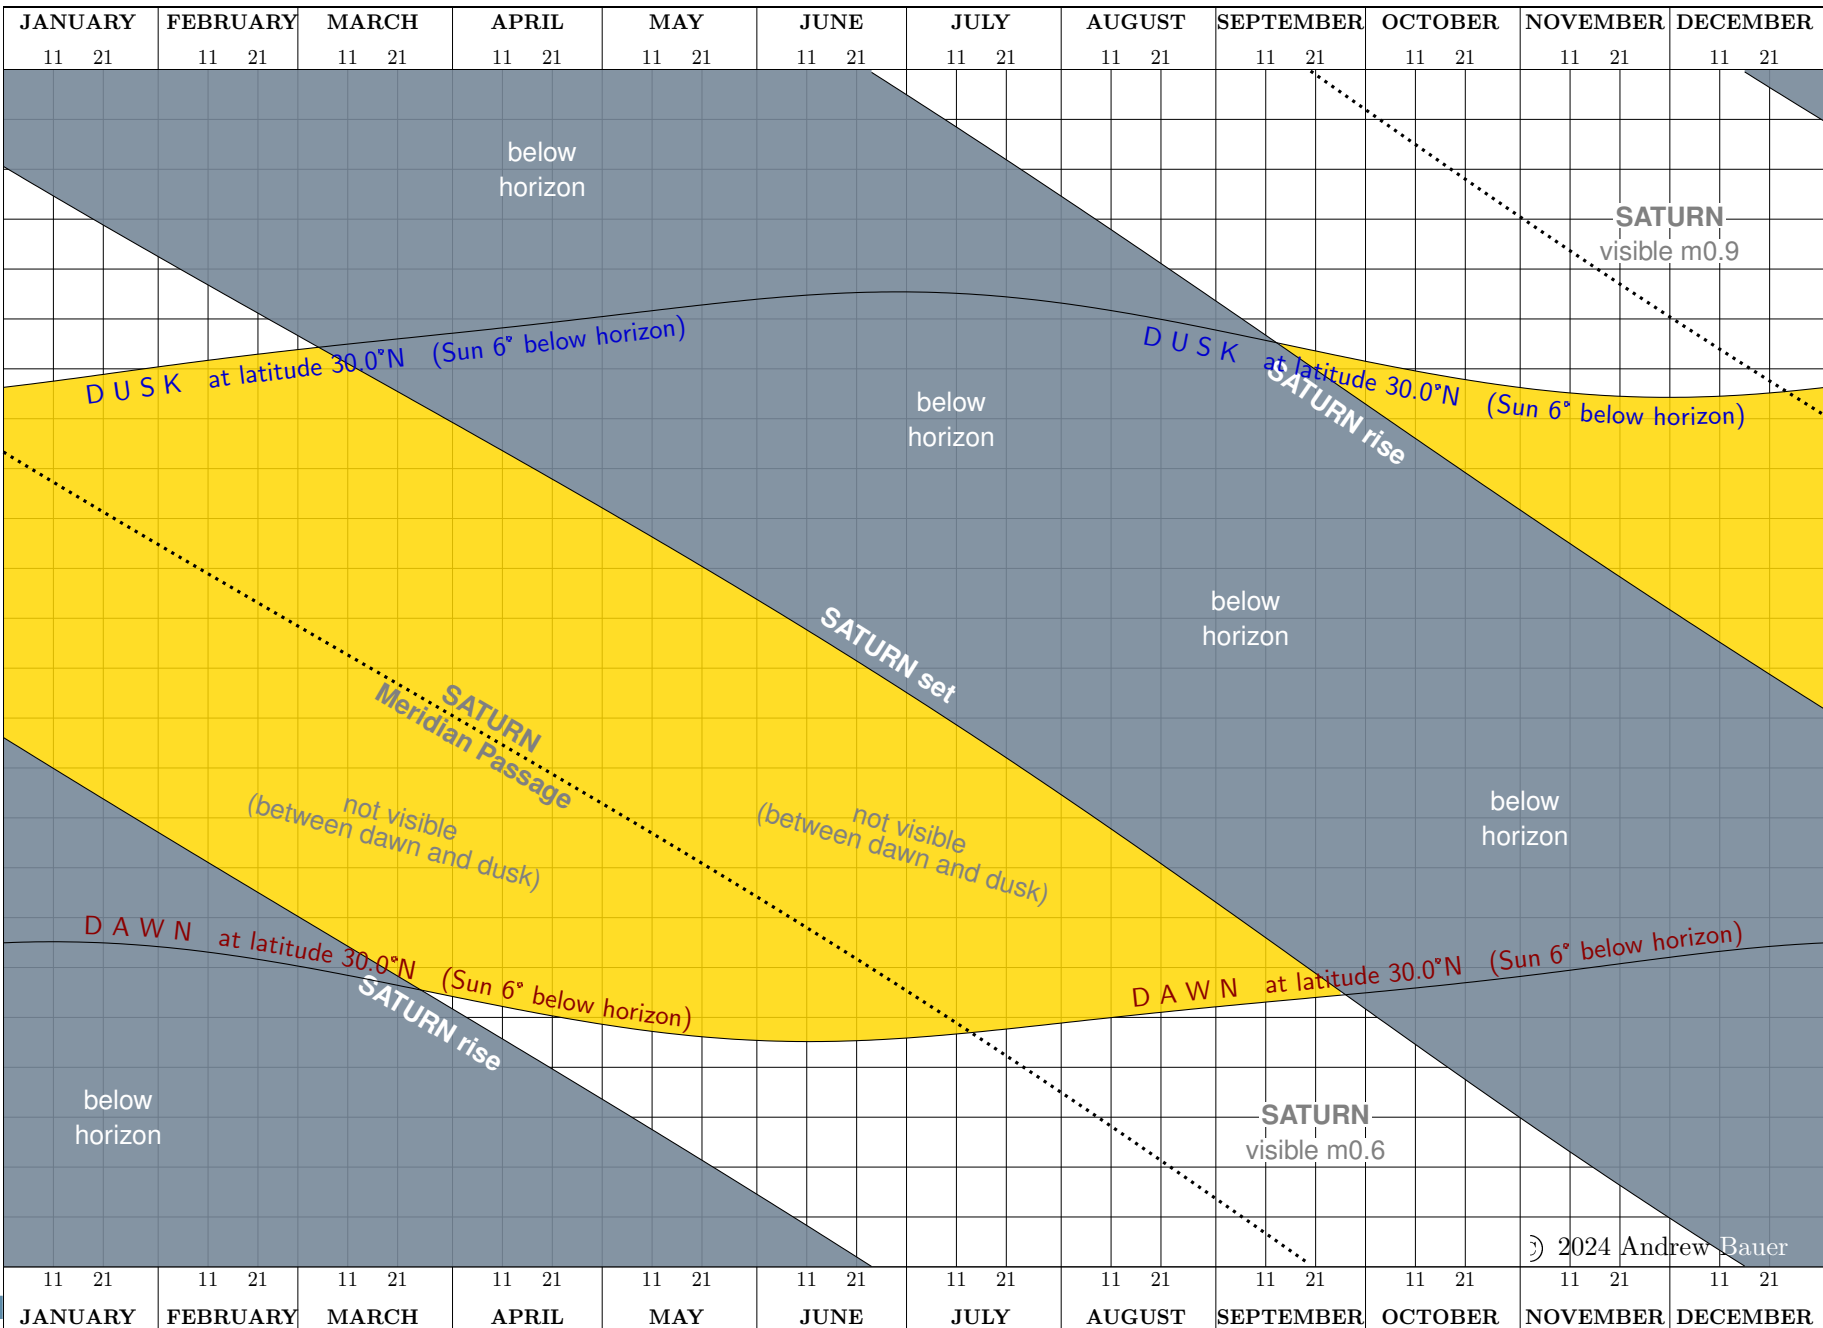 JANUARY FEBRUARY MARCH APRIL MAY JUNE JULY AUGUST SEPTEMBER OCTOBER NOVEMBER DECEMBER
11 21 11 21 11 21 11 21 11 21 11 21 11 21 11 21 11 21 11 21 11 21 11 21
below
horizon
SATURN
visible m0.9
DUSK at latitude 30.0°N (Sun 6° below horizon)
DUSK at latitude 30.0°N (Sun 6° below horizon)
SATURN rise
below
horizon
below
horizon
SATURN set
SATURN
Meridian Passage
not visible
(between dawn and dusk)
not visible
(between dawn and dusk)
below
horizon
DAWN at latitude 30.0°N (Sun 6° below horizon)
DAWN at latitude 30.0°N (Sun 6° below horizon)
SATURN rise
below
horizon
SATURN
visible m0.6
© 2024 Andrew Bauer
11 21 11 21 11 21 11 21 11 21 11 21 11 21 11 21 11 21 11 21 11 21 11 21
JANUARY FEBRUARY MARCH APRIL MAY JUNE JULY AUGUST SEPTEMBER OCTOBER NOVEMBER DECEMBER